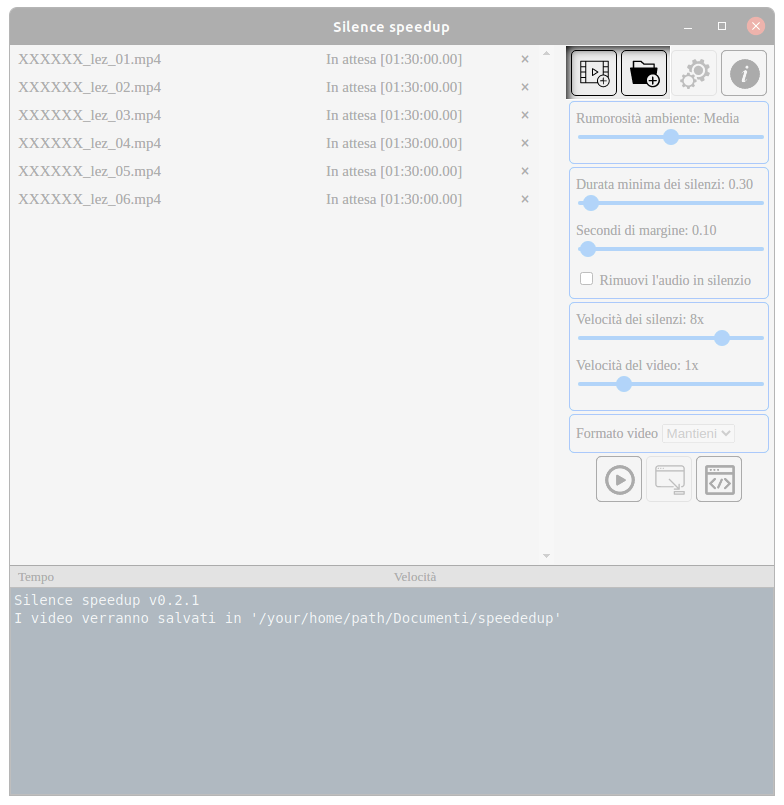 Silence speedup
XXXXXX_lez_01.mp4 In attesa [01:30:00.00] ×
XXXXXX_lez_02.mp4 In attesa [01:30:00.00] ×
XXXXXX_lez_03.mp4 In attesa [01:30:00.00] ×
XXXXXX_lez_04.mp4 In attesa [01:30:00.00] ×
XXXXXX_lez_05.mp4 In attesa [01:30:00.00] ×
XXXXXX_lez_06.mp4 In attesa [01:30:00.00] ×
Rumorosità ambiente: Media
Durata minima dei silenzi: 0.30
Secondi di margine: 0.10
Rimuovi l'audio in silenzio
Velocità dei silenzi: 8x
Velocità del video: 1x
Formato video Mantieni
Tempo Velocità
Silence speedup v0.2.1
I video verranno salvati in '/your/home/path/Documenti/speededup'